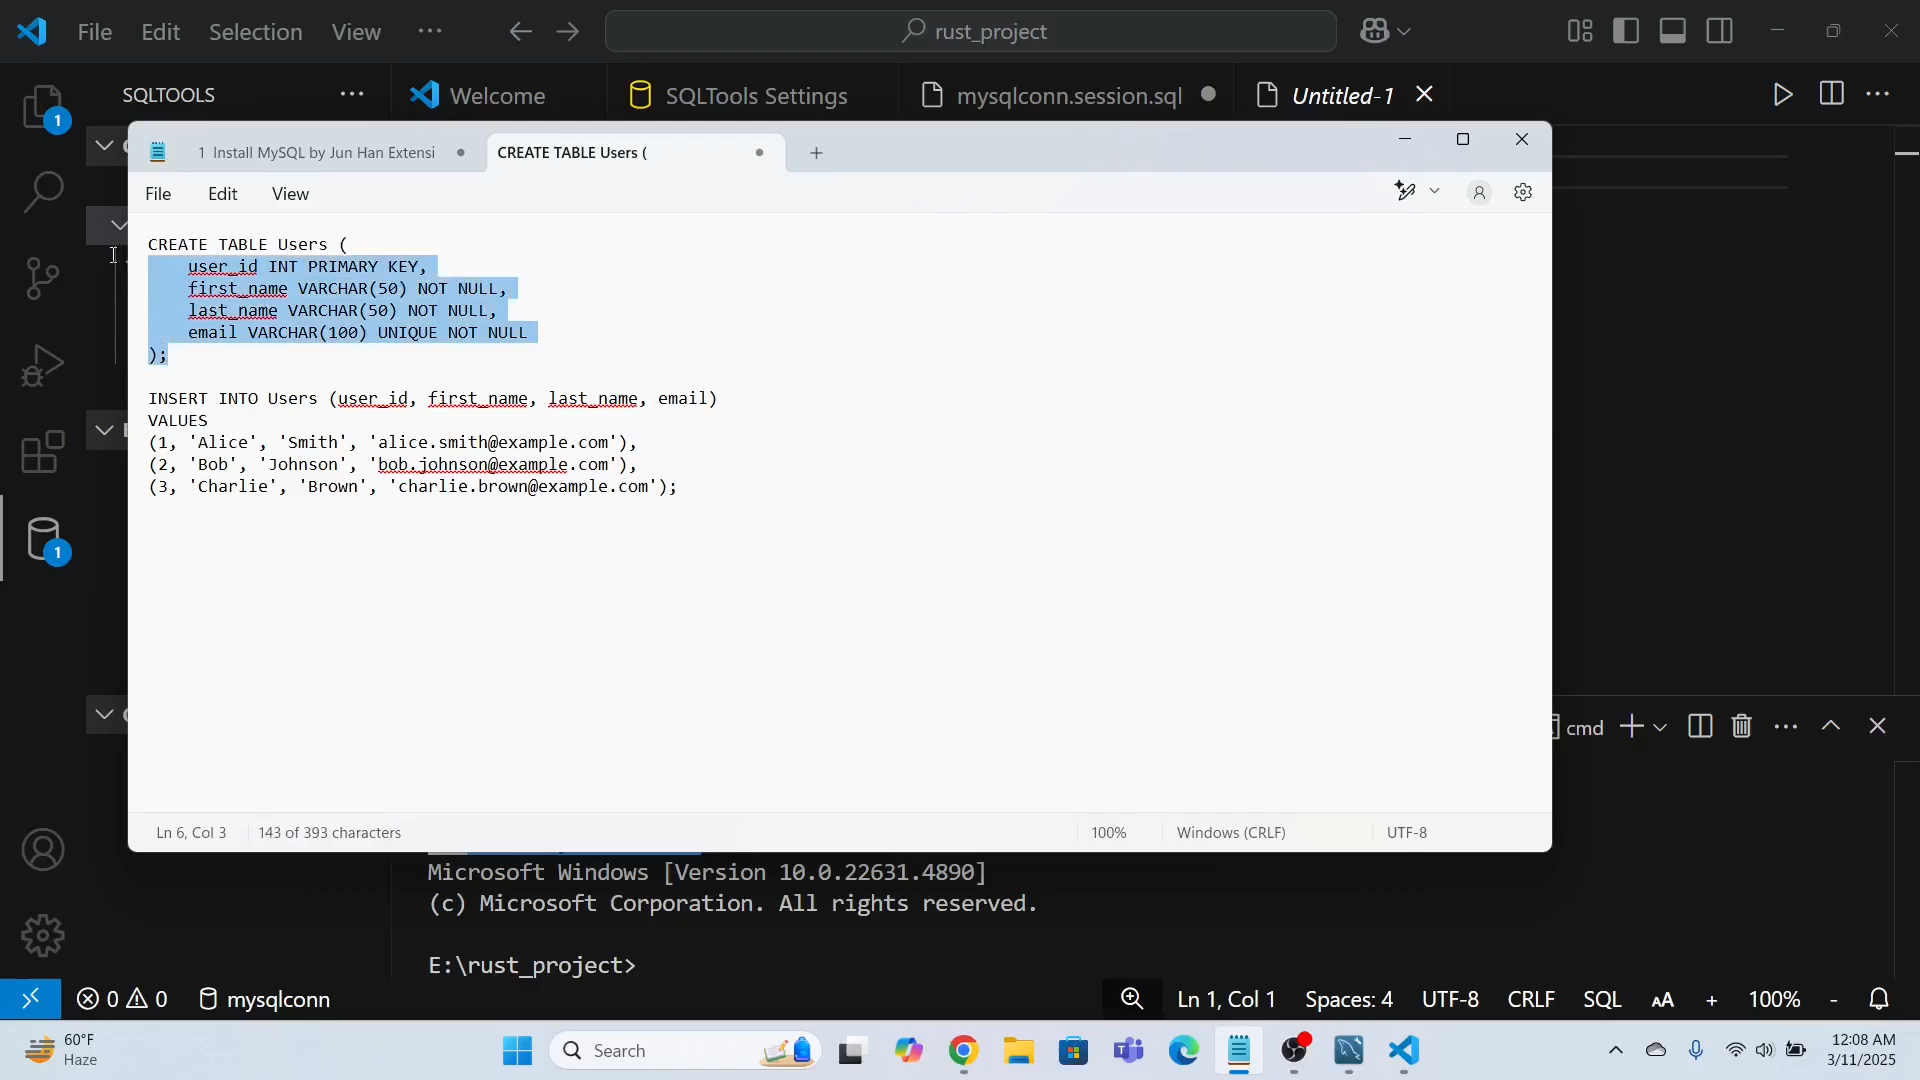 File Edit Selection View ··· rust_project
SQLTOOLS ··· Welcome SQLTools Settings mysqlconn.session.sql Untitled-1
1
1 Install MySQL by Jun Han Extensi CREATE TABLE Users (
File Edit View
CREATE TABLE Users (
user_id INT PRIMARY KEY,
first_name VARCHAR(50) NOT NULL,
last_name VARCHAR(50) NOT NULL,
email VARCHAR(100) UNIQUE NOT NULL
);
INSERT INTO Users (user_id, first_name, last_name, email)
VALUES
(1, 'Alice', 'Smith', 'alice.smith@example.com'),
(2, 'Bob', 'Johnson', 'bob.johnson@example.com'),
(3, 'Charlie', 'Brown', 'charlie.brown@example.com');
1
cmd
Ln 6, Col 3 143 of 393 characters 100% Windows (CRLF) UTF-8
Microsoft Windows [Version 10.0.22631.4890]
(c) Microsoft Corporation. All rights reserved.
E:\rust_project>
0 0 mysqlconn Ln 1, Col 1 Spaces: 4 UTF-8 CRLF SQL AA + 100% -
60°F
Haze
Search
12:08 AM
3/11/2025